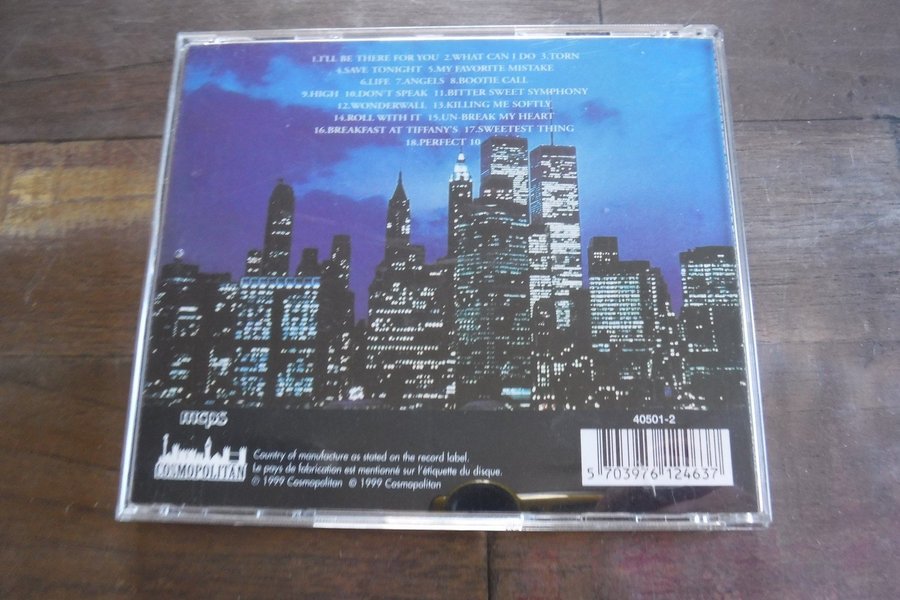 1.I'LL BE THERE FOR YOU 2.WHAT CAN I DO 3.TORN
4.SAVE TONIGHT 5.MY FAVORITE MISTAKE
6.LIFE 7.ANGELS 8.BOOTIE CALL
9.HIGH 10.DON'T SPEAK 11.BITTER SWEET SYMPHONY
12.WONDERWALL 13.KILLING ME SOFTLY
14.ROLL WITH IT 15.UN-BREAK MY HEART
16.BREAKFAST AT TIFFANY'S 17.SWEETEST THING
18.PERFECT 10
mcps
COSMOPOLITAN
Country of manufacture as stated on the record label.
Le pays de fabrication est mentionné sur l'étiquette du disque.
℗ 1999 Cosmopolitan © 1999 Cosmopolitan
40501-2
5 703976 124637